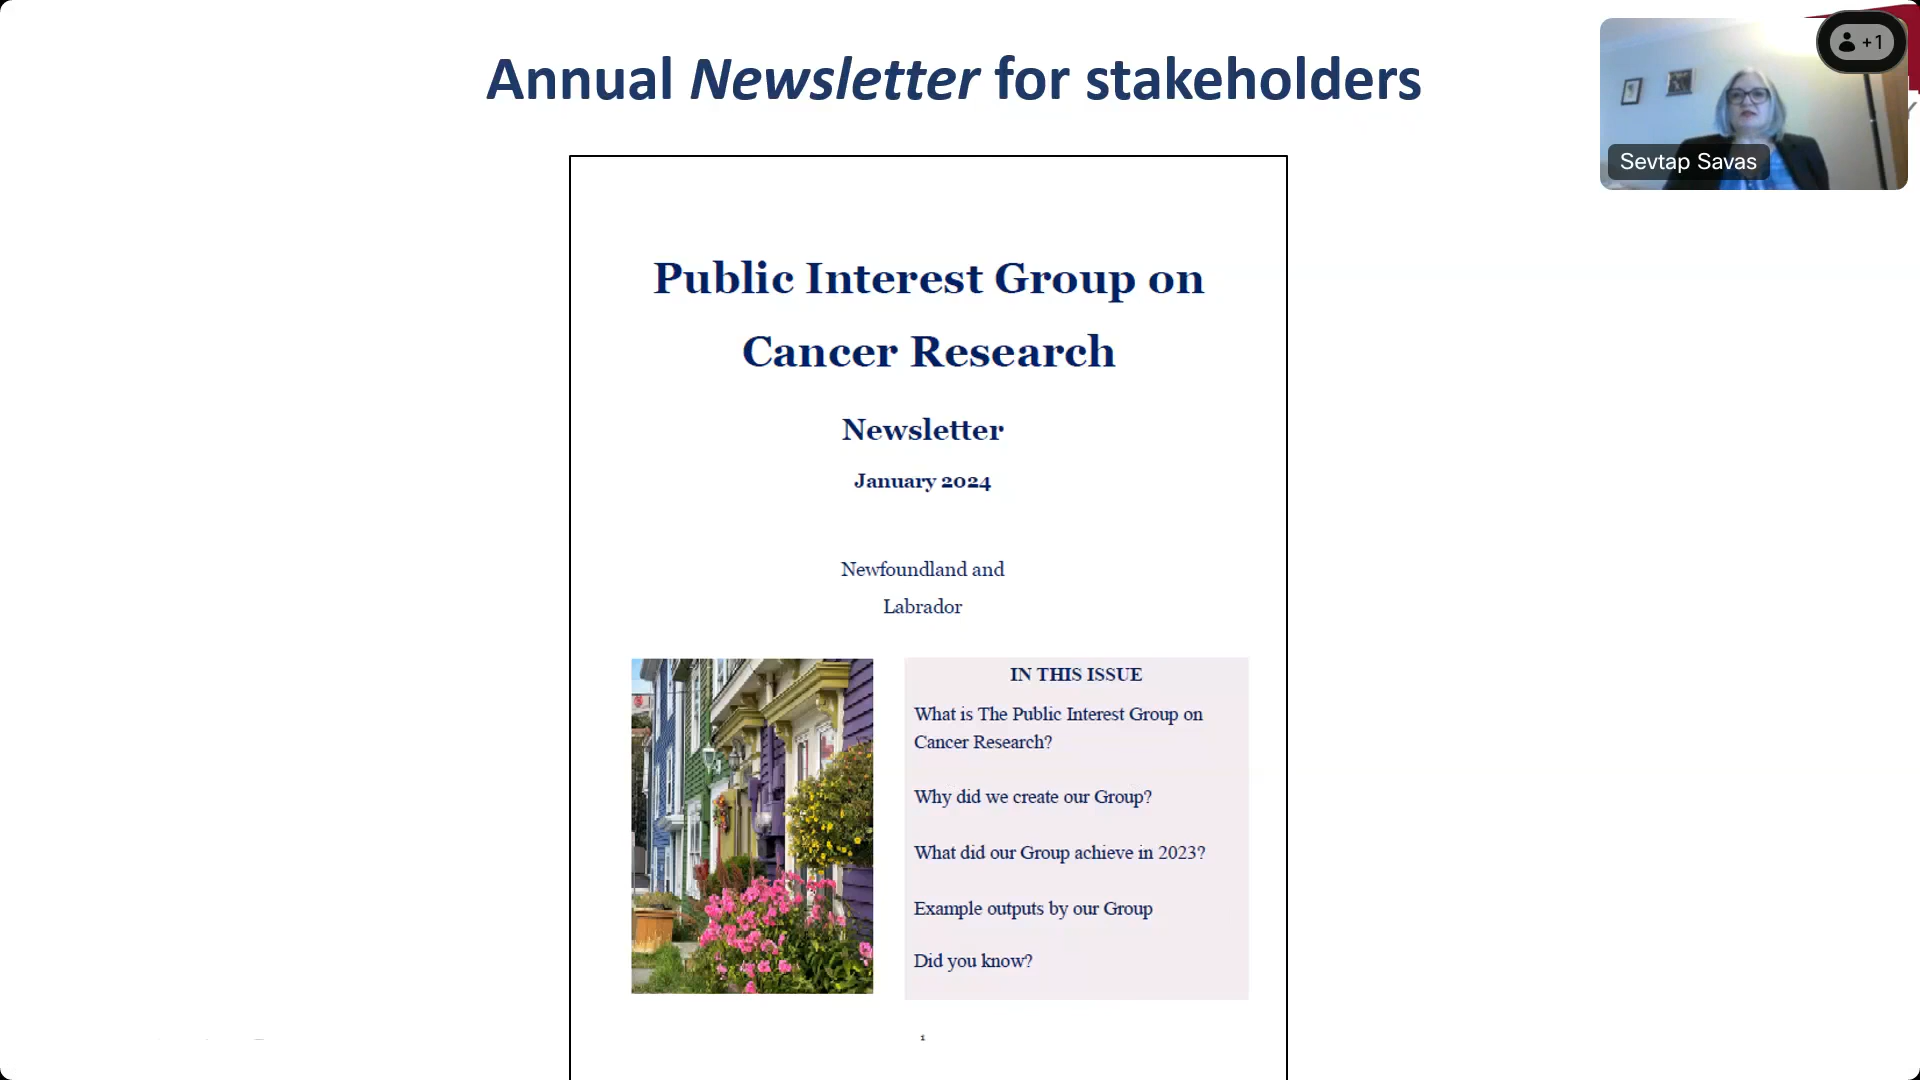 Annual Newsletter for stakeholders
+1
Sevtap Savas
Public Interest Group on
Cancer Research
Newsletter
January 2024
Newfoundland and
Labrador
IN THIS ISSUE
What is The Public Interest Group on
Cancer Research?
Why did we create our Group?
What did our Group achieve in 2023?
Example outputs by our Group
Did you know?
1